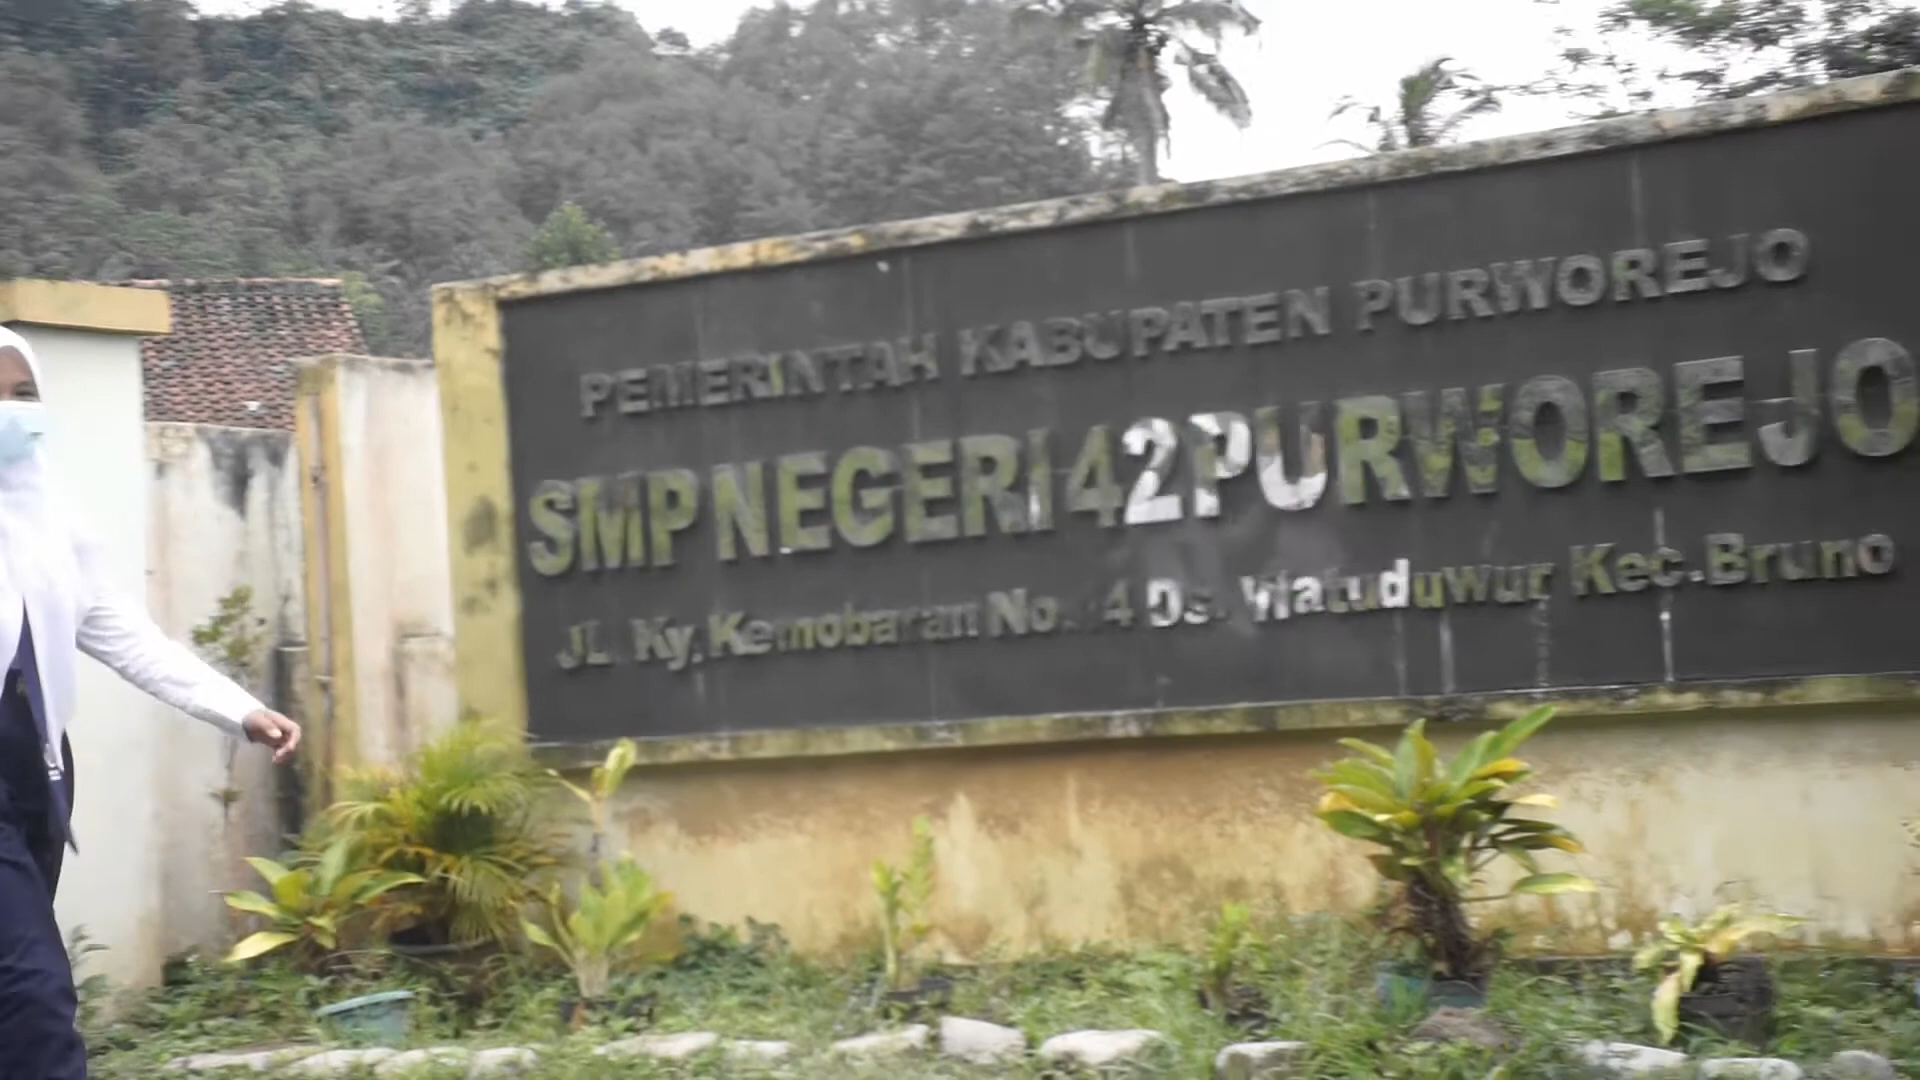 PEMERINTAH KABUPATEN PURWOREJO
SMP NEGERI 42 PURWOREJO
JL. Ky. Kemobaran No. 4 Ds. Watuduwur Kec. Bruno